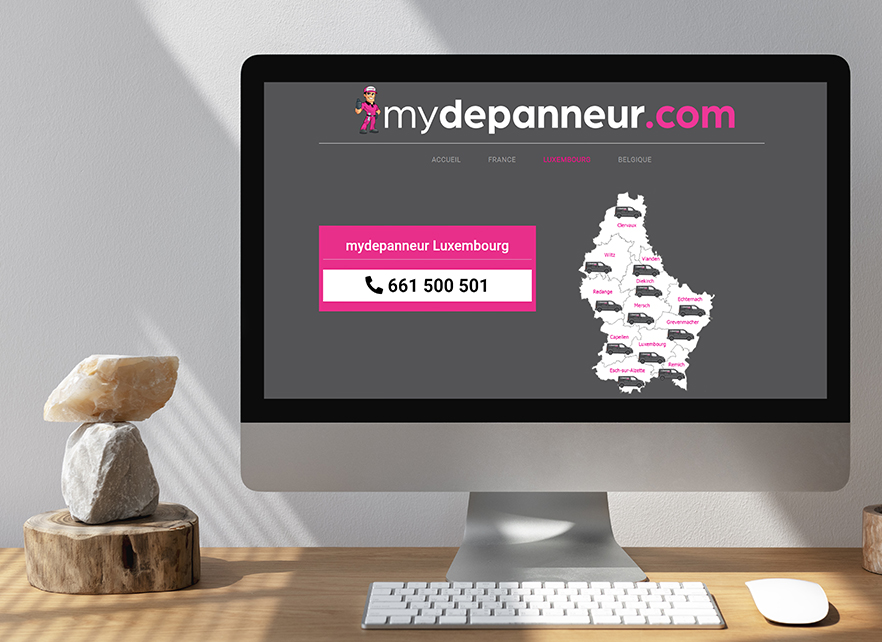 mydepanneur.com
ACCUEIL FRANCE LUXEMBOURG BELGIQUE
mydepanneur Luxembourg
661 500 501
Clervaux
Wiltz
Vianden
Diekirch
Redange
Echternach
Mersch
Grevenmacher
Capellen
Luxembourg
Remich
Esch-sur-Alzette